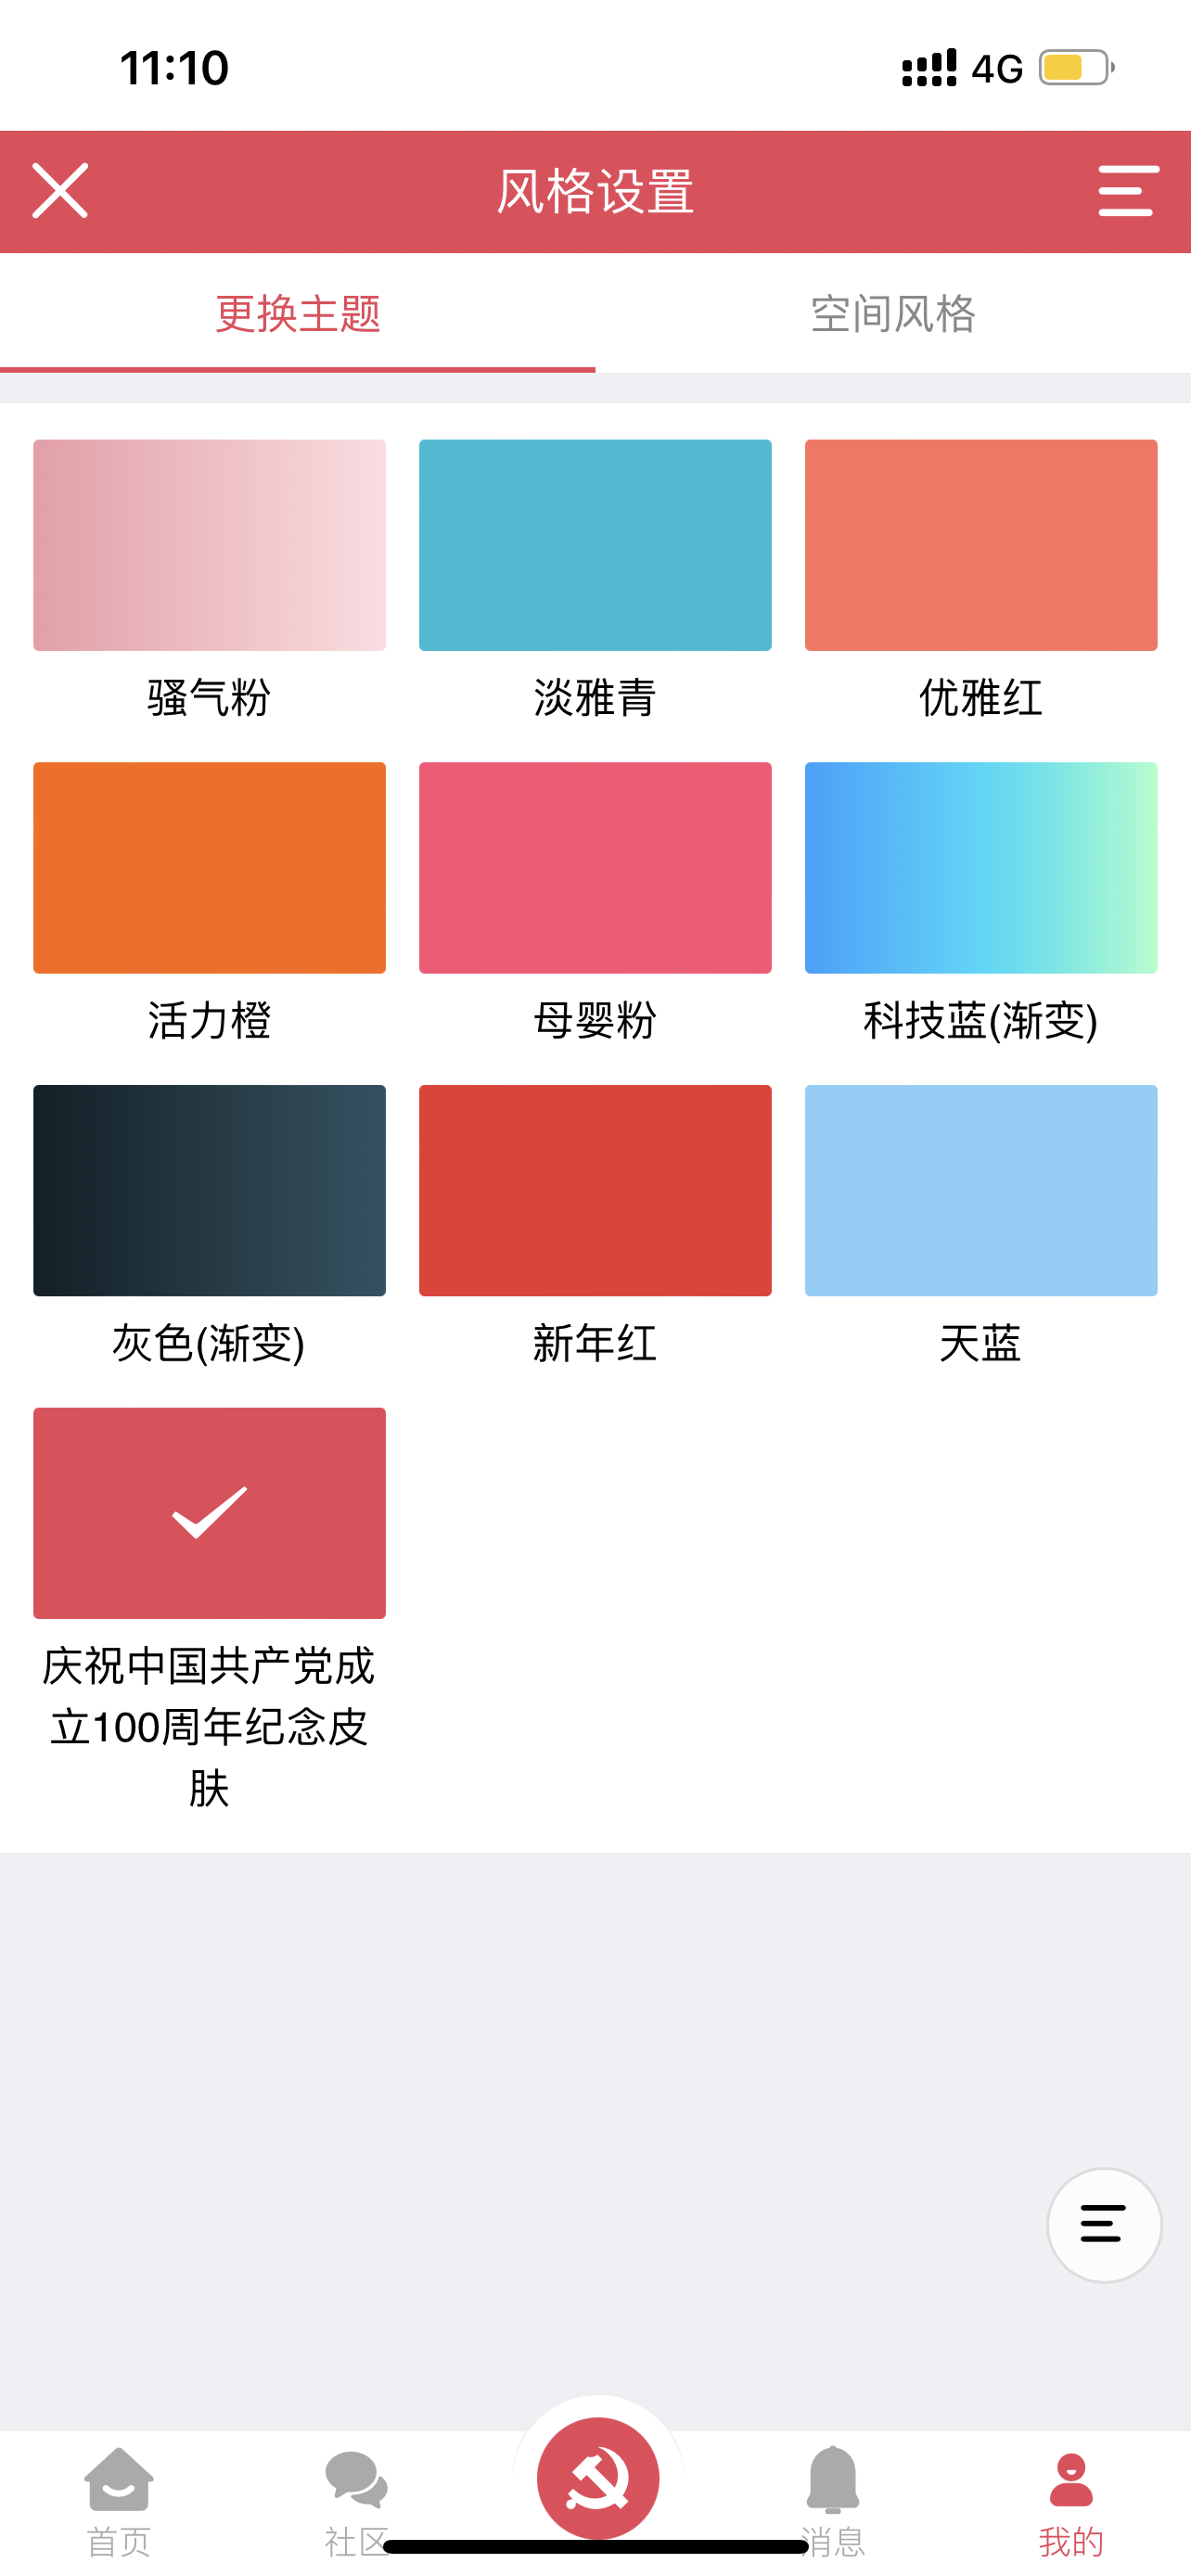 11:10
4G
风格设置
更换主题
空间风格
骚气粉
淡雅青
优雅红
活力橙
母婴粉
科技蓝(渐变)
灰色(渐变)
新年红
天蓝
庆祝中国共产党成
立100周年纪念皮
肤
首页
社区
消息
我的